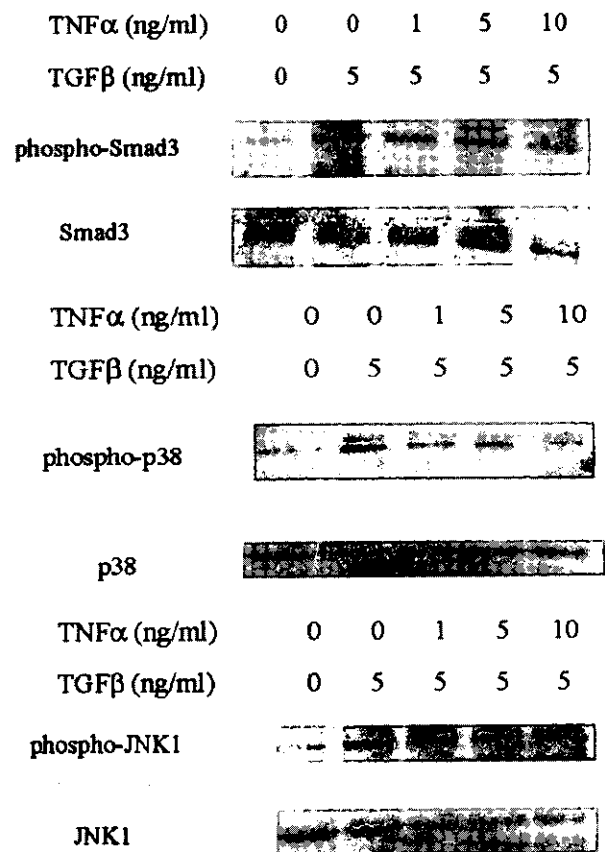 TNFα (ng/ml) 0 0 1 5 10
TGFβ (ng/ml) 0 5 5 5 5
phospho-Smad3
Smad3
TNFα (ng/ml) 0 0 1 5 10
TGFβ (ng/ml) 0 5 5 5 5
phospho-p38
p38
TNFα (ng/ml) 0 0 1 5 10
TGFβ (ng/ml) 0 5 5 5 5
phospho-JNK1
JNK1